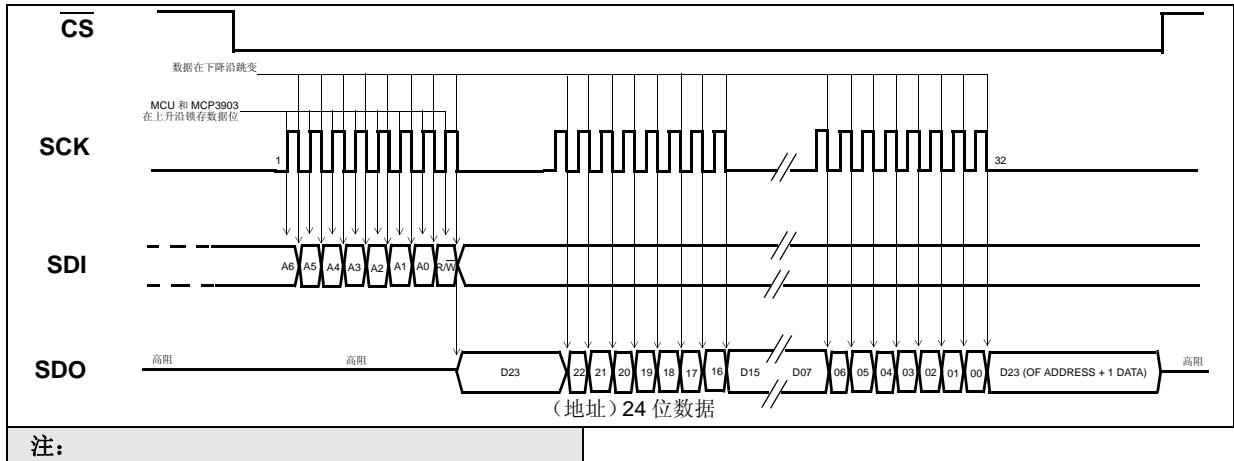 CS
数据在下降沿跳变
MCU 和 MCP3903
在上升沿锁存数据位
SCK
1
32
SDI
A6 A5 A4 A3 A2 A1 A0 R/W
SDO
高阻
高阻
D23 22 21 20 19 18 17 16 D15 D07 06 05 04 03 02 01 00 D23 (OF ADDRESS + 1 DATA)
高阻
（地址）24 位数据
注：